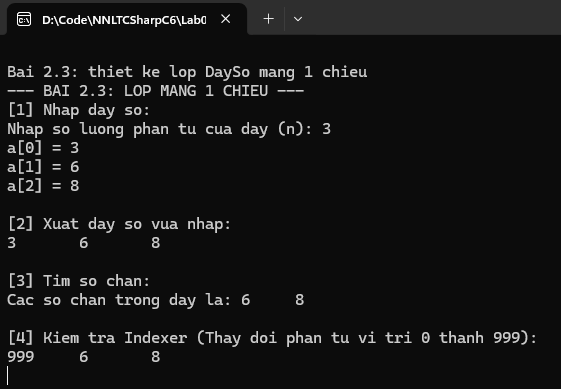 D:\Code\NNLTCSharpC6\Lab0
Bai 2.3: thiet ke lop DaySo mang 1 chieu
--- BAI 2.3: LOP MANG 1 CHIEU ---
[1] Nhap day so:
Nhap so luong phan tu cua day (n): 3
a[0] = 3
a[1] = 6
a[2] = 8
[2] Xuat day so vua nhap:
3 6 8
[3] Tim so chan:
Cac so chan trong day la: 6 8
[4] Kiem tra Indexer (Thay doi phan tu vi tri 0 thanh 999):
999 6 8